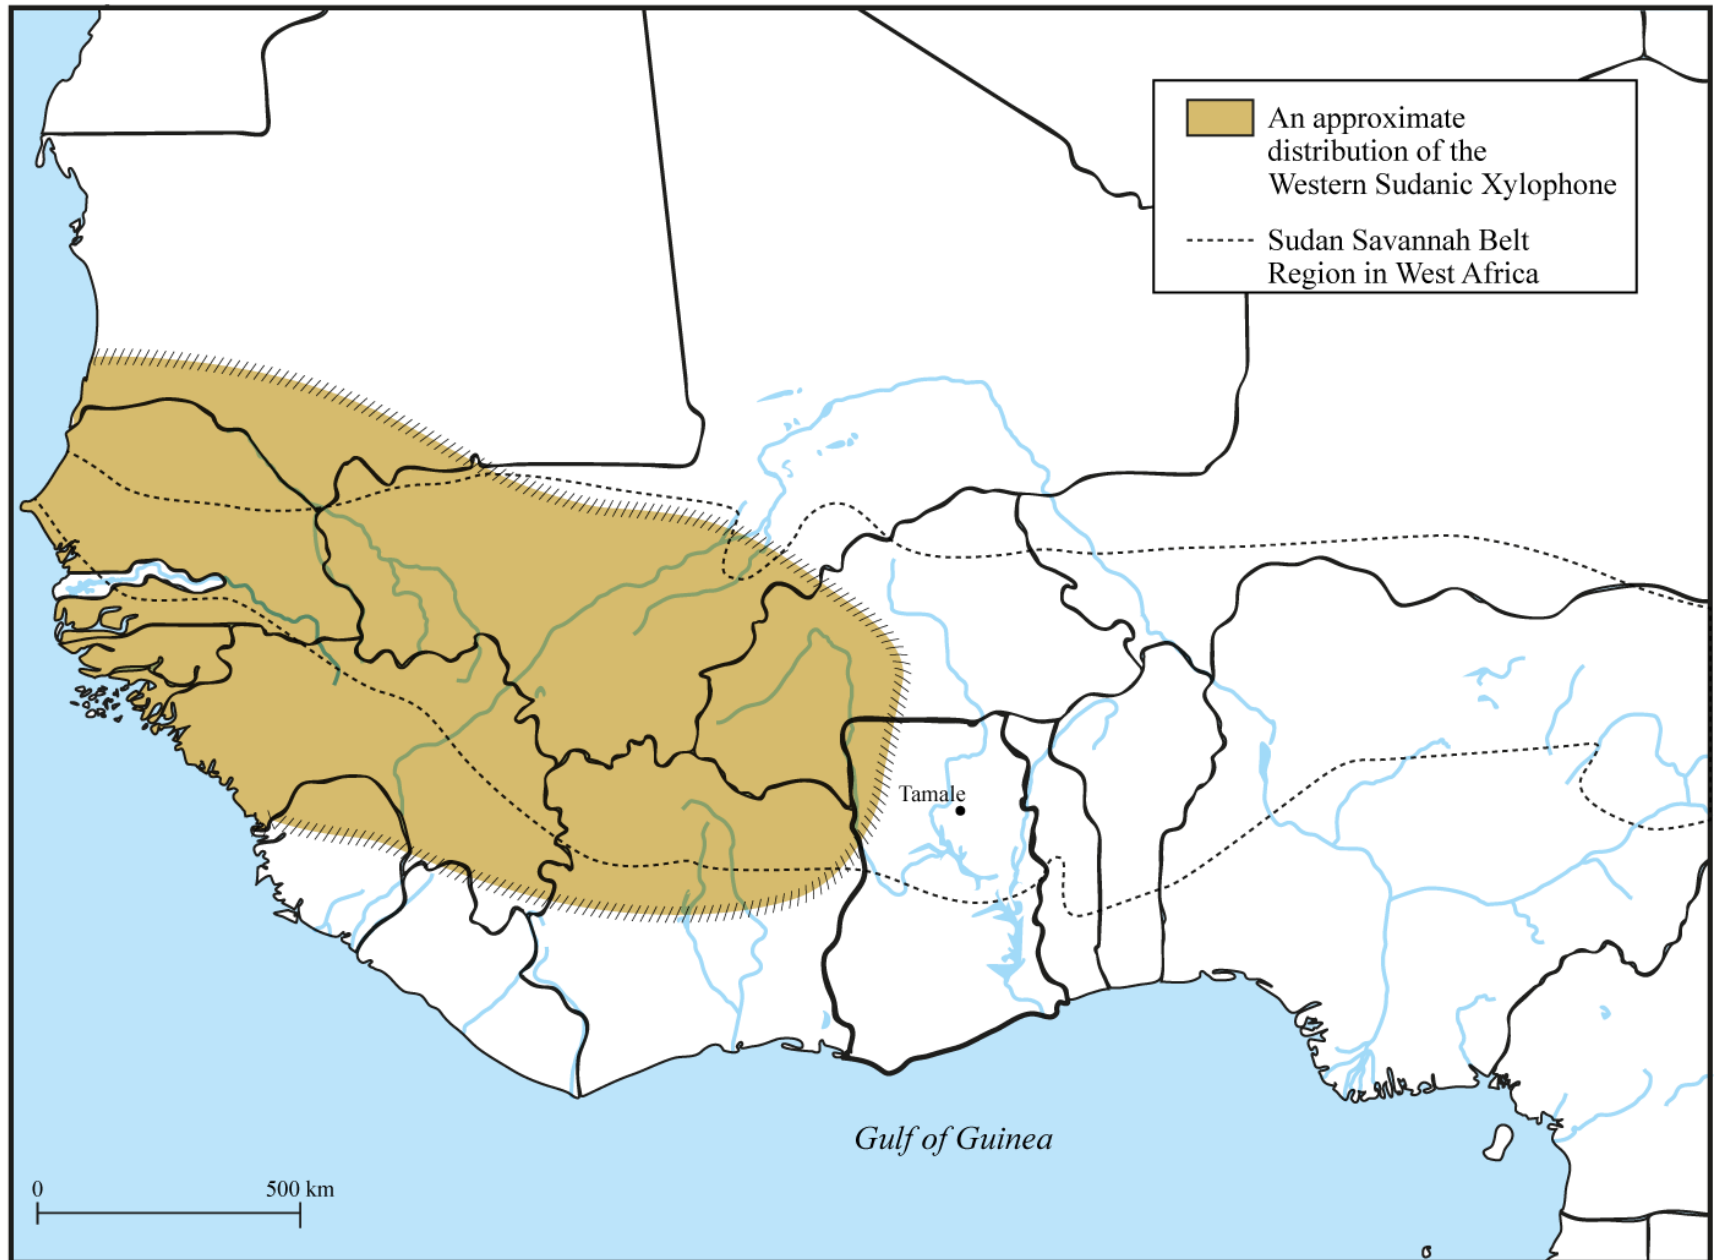 An approximate
distribution of the
Western Sudanic Xylophone
Sudan Savannah Belt
Region in West Africa
Tamale
Gulf of Guinea
0 500 km